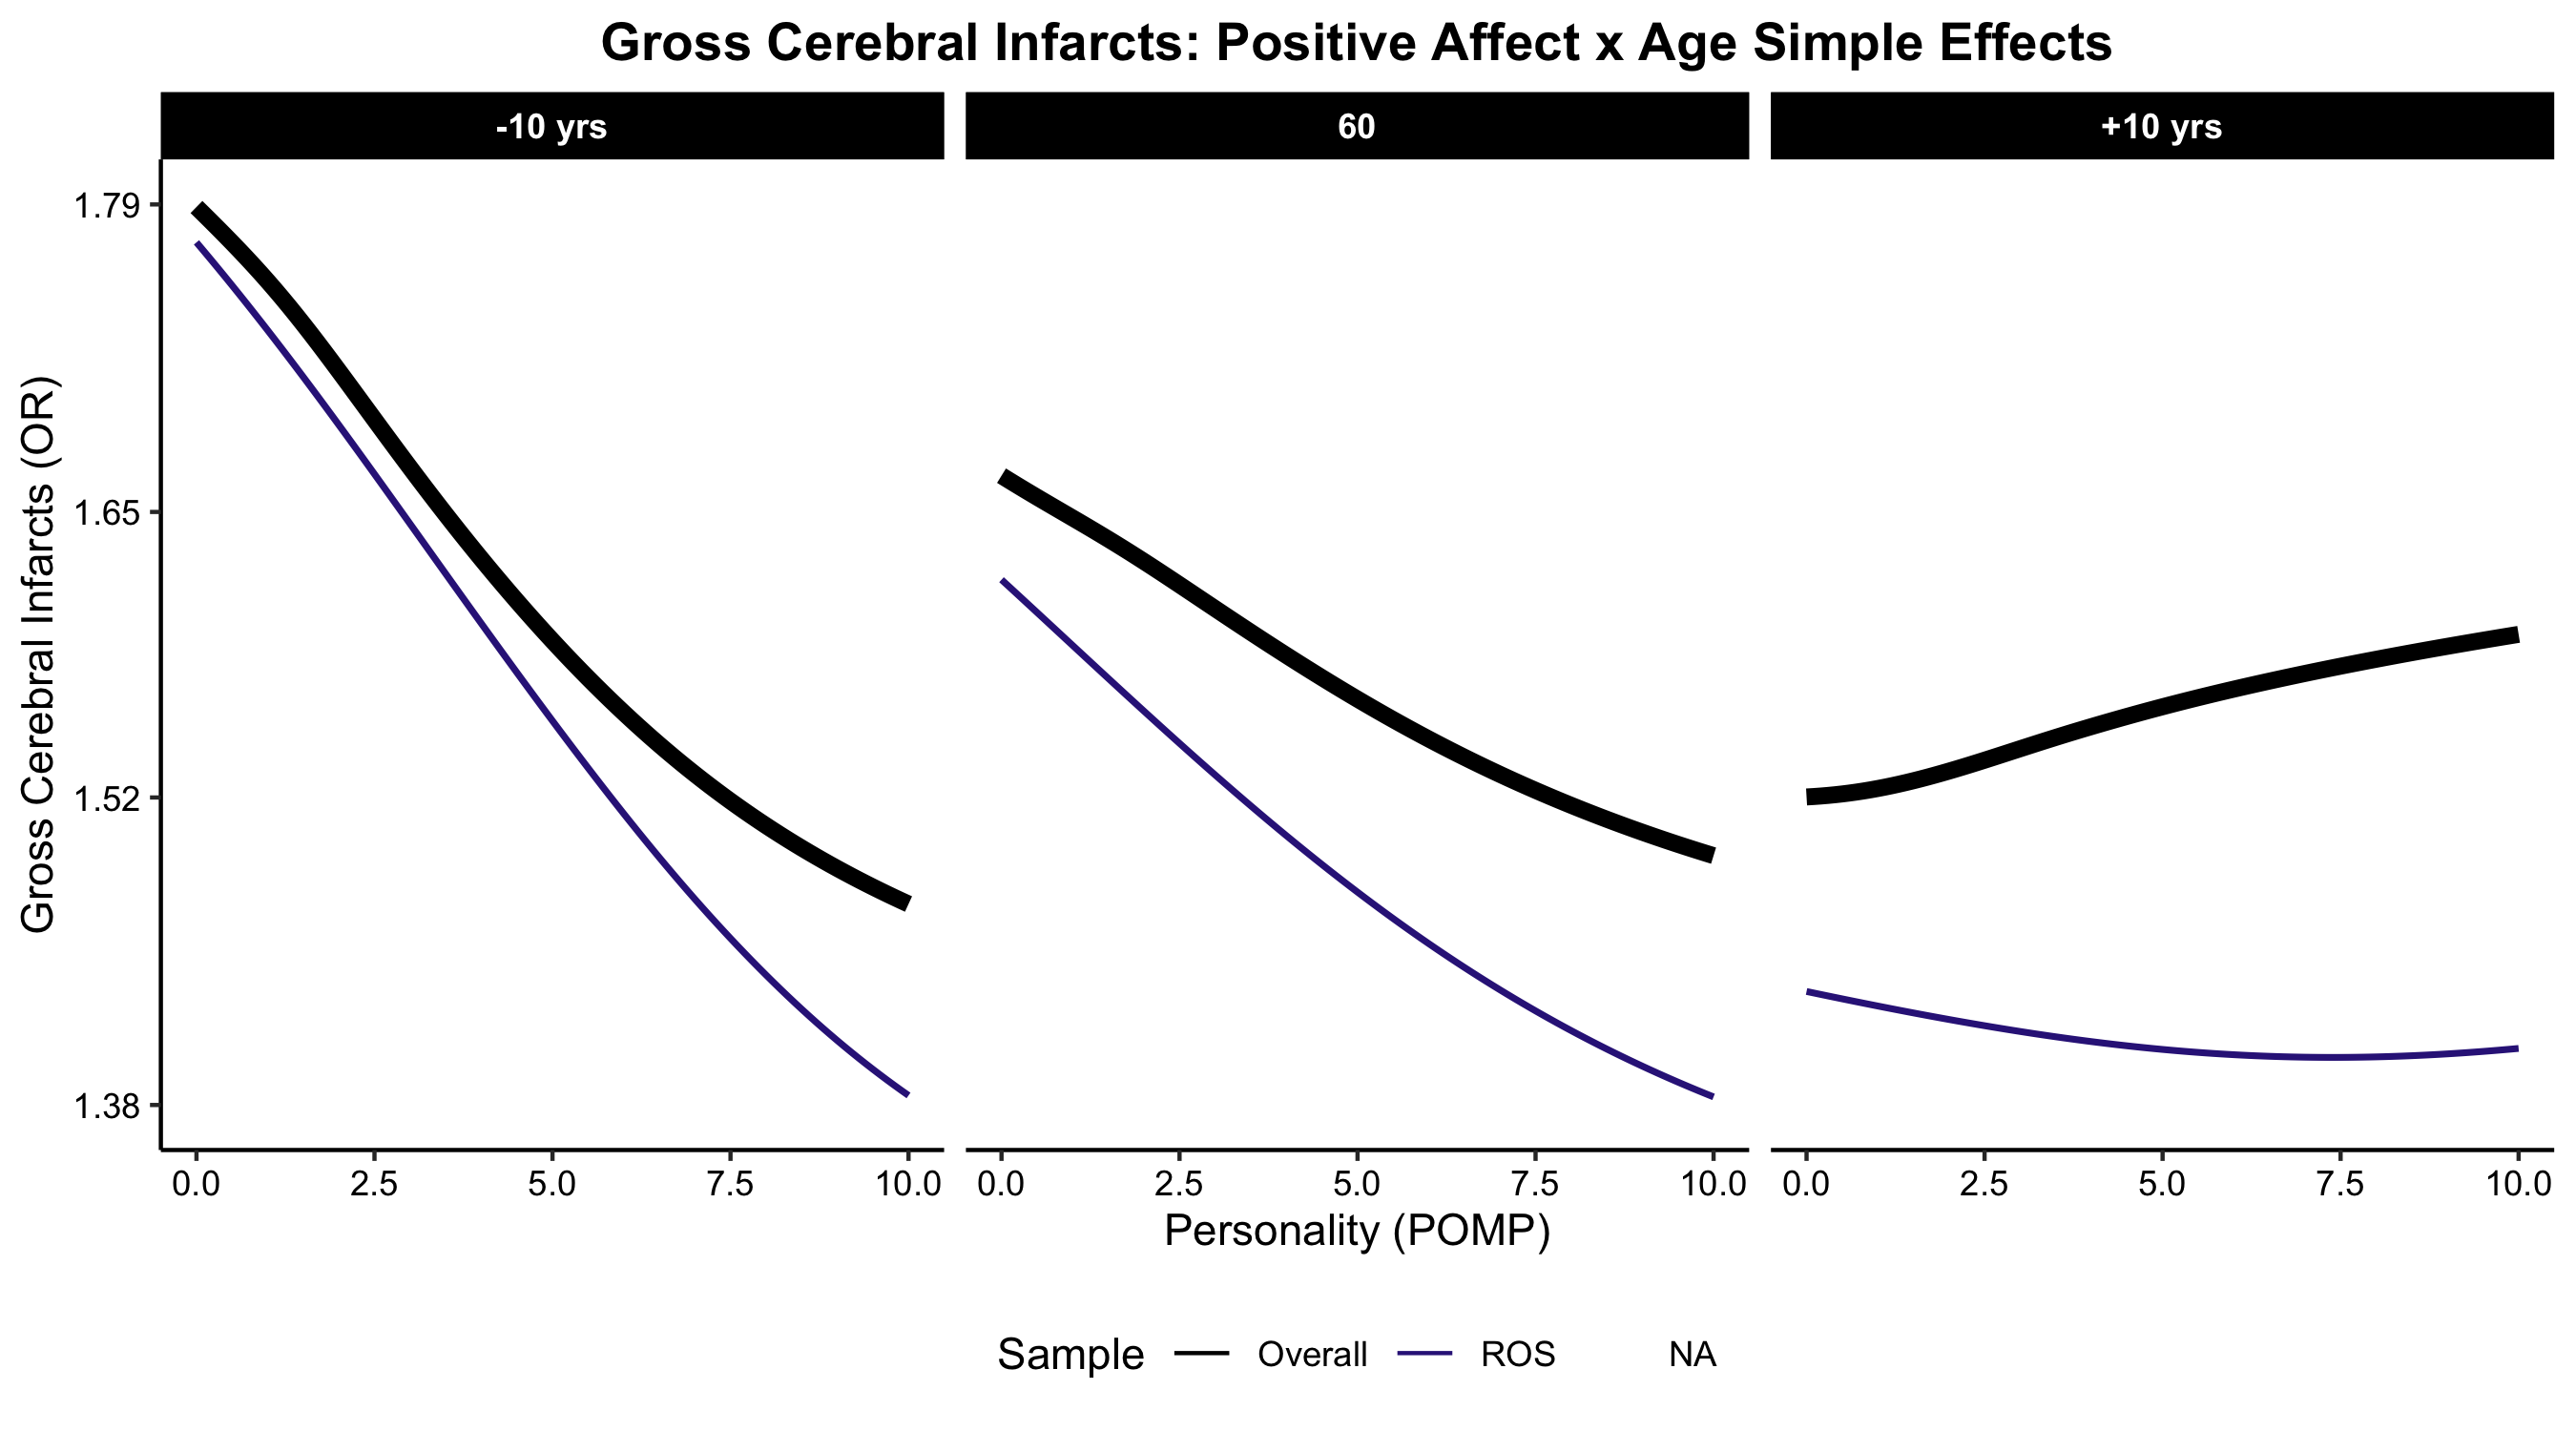 Gross Cerebral Infarcts: Positive Affect x Age Simple Effects
-10 yrs
60
+10 yrs
Gross Cerebral Infarcts (OR)
1.79
1.65
1.52
1.38
0.0 2.5 5.0 7.5 10.0
0.0 2.5 5.0 7.5 10.0
0.0 2.5 5.0 7.5 10.0
Personality (POMP)
Sample Overall ROS NA